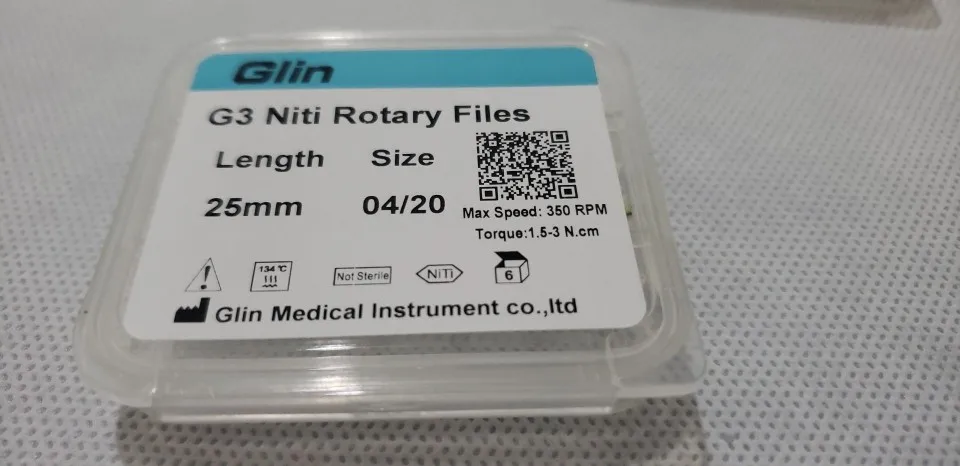 Glin
G3 Niti Rotary Files
Length Size
25mm 04/20
Max Speed: 350 RPM
Torque:1.5-3 N.cm
134 °C
Not Sterile
NiTi
6
Glin Medical Instrument co.,ltd